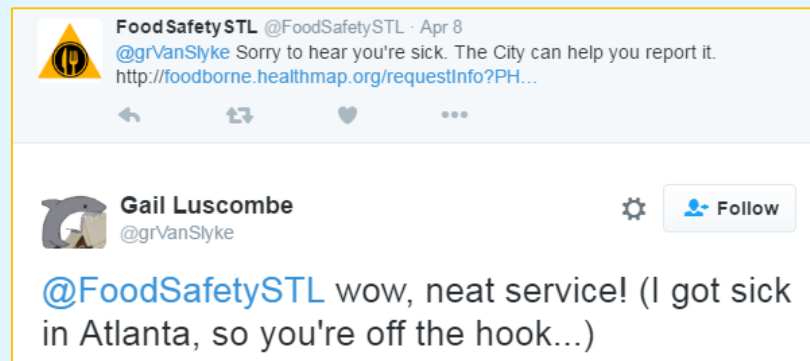 FoodSafetySTL @FoodSafetySTL · Apr 8
@grVanSlyke Sorry to hear you're sick. The City can help you report it.
http://foodborne.healthmap.org/requestInfo?PH...
Gail Luscombe
@grVanSlyke
Follow
@FoodSafetySTL wow, neat service! (I got sick
in Atlanta, so you're off the hook...)